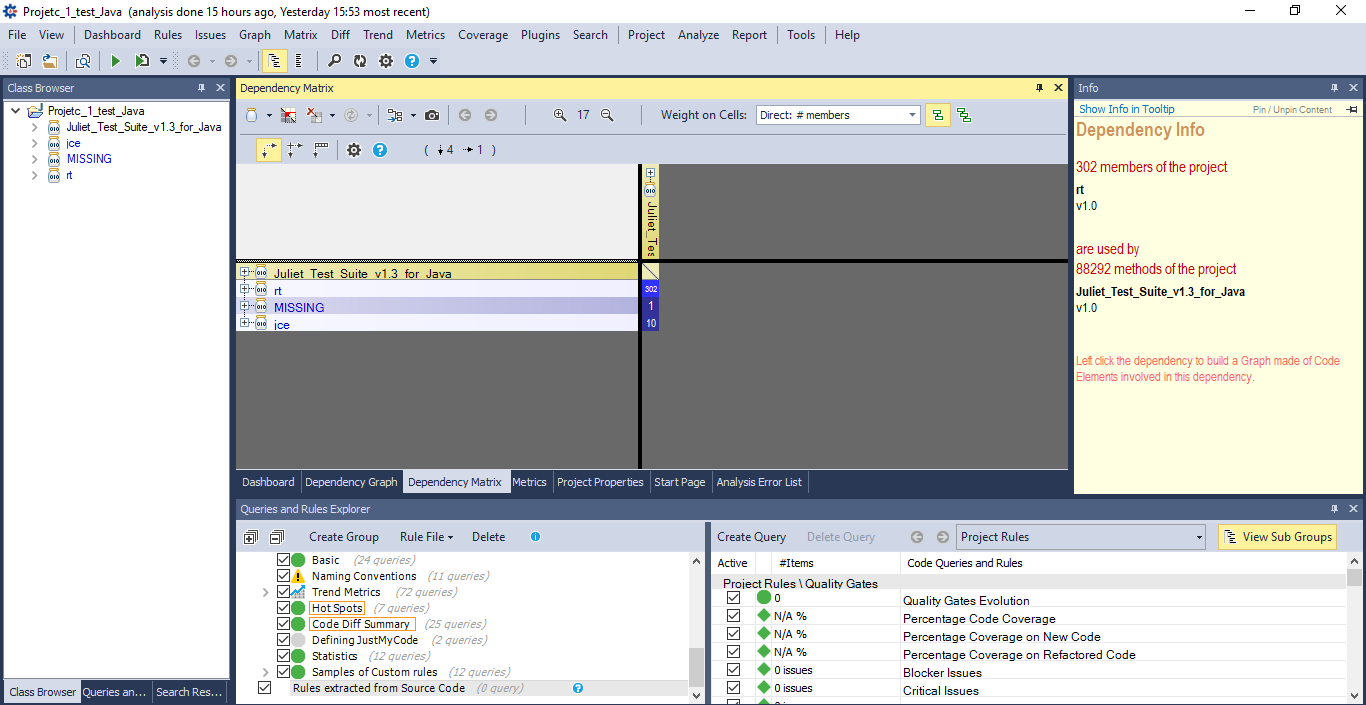 Projetc_1_test_Java (analysis done 15 hours ago, Yesterday 15:53 most recent)
File View Dashboard Rules Issues Graph Matrix Diff Trend Metrics Coverage Plugins Search Project Analyze Report Tools Help
Class Browser
Projetc_1_test_Java
Juliet_Test_Suite_v1.3_for_Java
jce
MISSING
rt
Class Browser Queries an... Search Res...
Dependency Matrix
17 Weight on Cells: Direct: # members
( 4 1 )
Juliet_Tes
Juliet_Test_Suite_v1.3_for_Java
rt 302
MISSING 1
jce 10
Dashboard Dependency Graph Dependency Matrix Metrics Project Properties Start Page Analysis Error List
Info
Show Info in Tooltip Pin / Unpin Content
Dependency Info
302 members of the project
rt
v1.0
are used by
88292 methods of the project
Juliet_Test_Suite_v1.3_for_Java
v1.0
Left click the dependency to build a Graph made of Code
Elements involved in this dependency.
Queries and Rules Explorer
Create Group Rule File Delete
Basic (24 queries)
Naming Conventions (11 queries)
Trend Metrics (72 queries)
Hot Spots (7 queries)
Code Diff Summary (25 queries)
Defining JustMyCode (2 queries)
Statistics (12 queries)
Samples of Custom rules (12 queries)
Rules extracted from Source Code (0 query)
Create Query Delete Query Project Rules View Sub Groups
Active #Items Code Queries and Rules
Project Rules \ Quality Gates
0 Quality Gates Evolution
N/A % Percentage Code Coverage
N/A % Percentage Coverage on New Code
N/A % Percentage Coverage on Refactored Code
0 issues Blocker Issues
0 issues Critical Issues